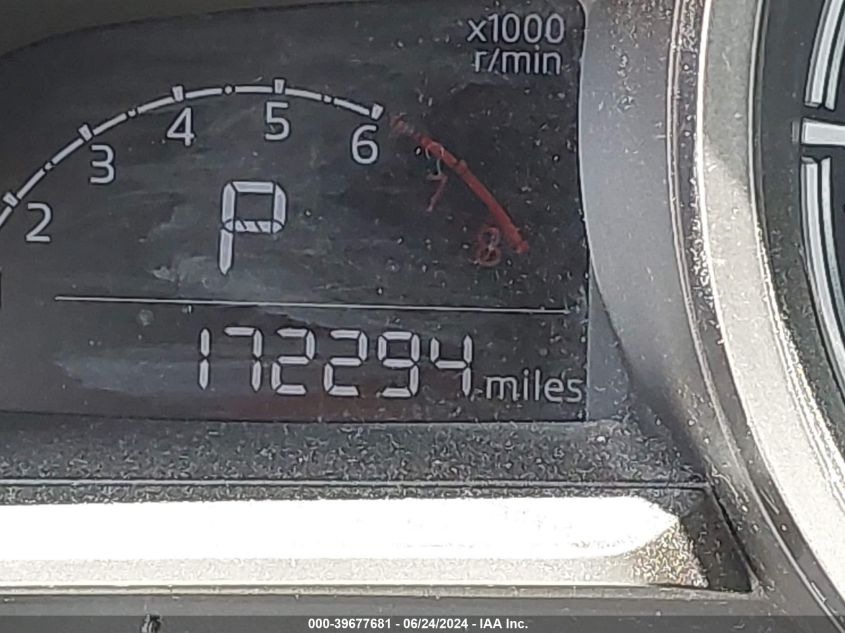 x1000
r/min
2 3 4 5 6 7 8
P
172294 miles
000-39677681 - 06/24/2024 - IAA Inc.